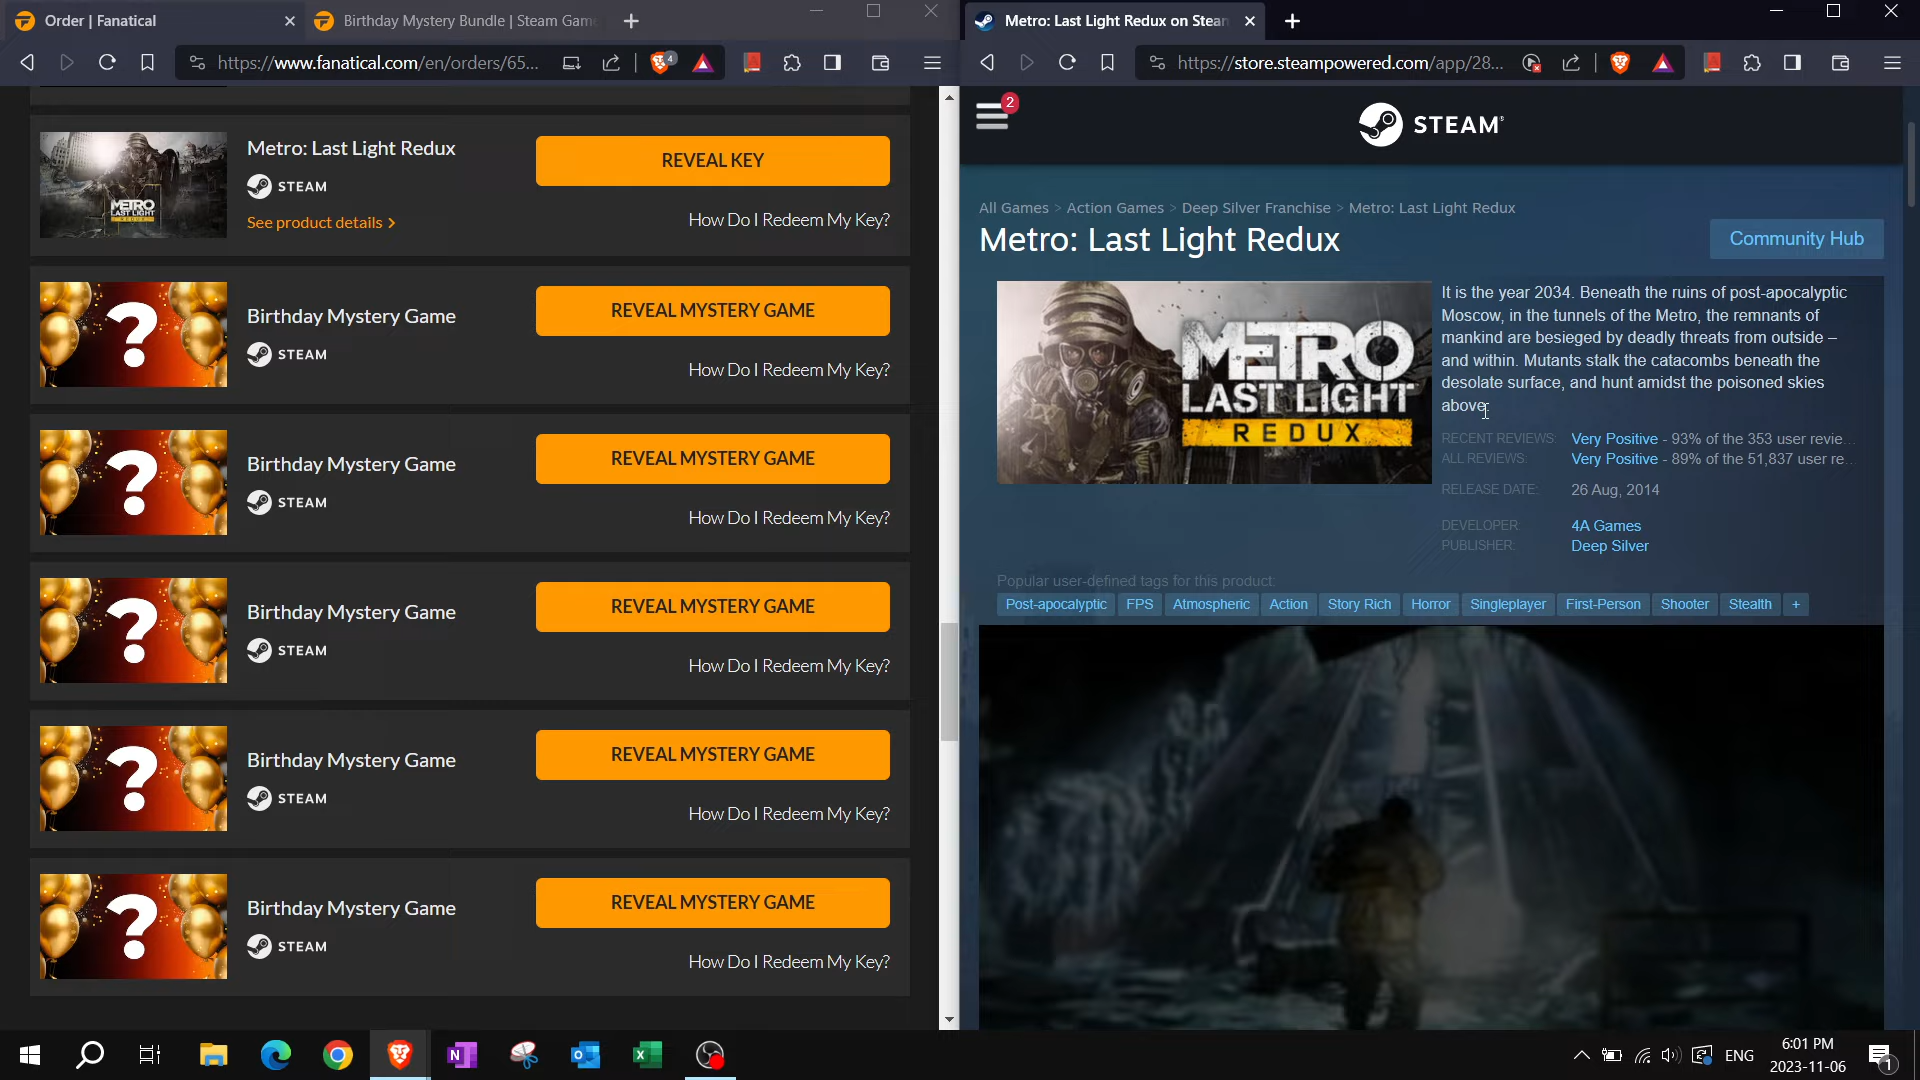 Order | Fanatical
Birthday Mystery Bundle | Steam Gam
https://www.fanatical.com/en/orders/65...
4
Metro: Last Light Redux
STEAM
See product details >
REVEAL KEY
How Do I Redeem My Key?
METRO
LAST LIGHT
REDUX
?
Birthday Mystery Game
STEAM
REVEAL MYSTERY GAME
How Do I Redeem My Key?
?
Birthday Mystery Game
STEAM
REVEAL MYSTERY GAME
How Do I Redeem My Key?
?
Birthday Mystery Game
STEAM
REVEAL MYSTERY GAME
How Do I Redeem My Key?
?
Birthday Mystery Game
STEAM
REVEAL MYSTERY GAME
How Do I Redeem My Key?
?
Birthday Mystery Game
STEAM
REVEAL MYSTERY GAME
How Do I Redeem My Key?
Metro: Last Light Redux on Stea
https://store.steampowered.com/app/28...
2
STEAM®
All Games > Action Games > Deep Silver Franchise > Metro: Last Light Redux
Metro: Last Light Redux
Community Hub
METRO
LAST LIGHT
REDUX
It is the year 2034. Beneath the ruins of post-apocalyptic
Moscow, in the tunnels of the Metro, the remnants of
mankind are besieged by deadly threats from outside –
and within. Mutants stalk the catacombs beneath the
desolate surface, and hunt amidst the poisoned skies
above.
RECENT REVIEWS: Very Positive - 93% of the 353 user revie...
ALL REVIEWS: Very Positive - 89% of the 51,837 user re...
RELEASE DATE: 26 Aug, 2014
DEVELOPER: 4A Games
PUBLISHER: Deep Silver
Popular user-defined tags for this product:
Post-apocalyptic FPS Atmospheric Action Story Rich Horror Singleplayer First-Person Shooter Stealth +
ENG
6:01 PM
2023-11-06
1